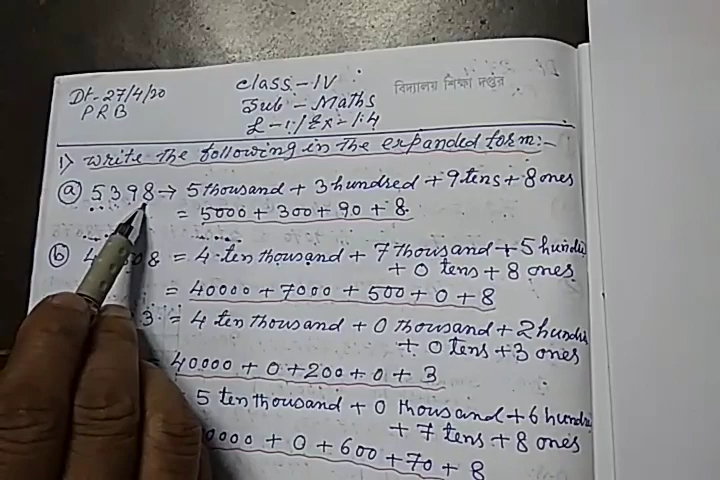 Dt- 27/4/20
PRB
Class - IV
Sub - Maths
L - 1 / Ex = 1.4
বিদ্যালয় শিক্ষা দপ্তর
1) Write the following in the expanded form:-
(a) 5398 → 5 thousand + 3 hundred + 9 tens + 8 ones
= 5000 + 300 + 90 + 8
(b) 4 08 = 4 ten thousand + 7 thousand + 5 hundre
+ 0 tens + 8 ones
= 40000 + 7000 + 500 + 0 + 8
3 = 4 ten thousand + 0 thousand + 2 hundre
+ 0 tens + 3 ones
40000 + 0 + 200 + 0 + 3
5 ten thousand + 0 thousand + 6 hundre
+ 7 tens + 8 ones
0000 + 0 + 600 + 70 + 8